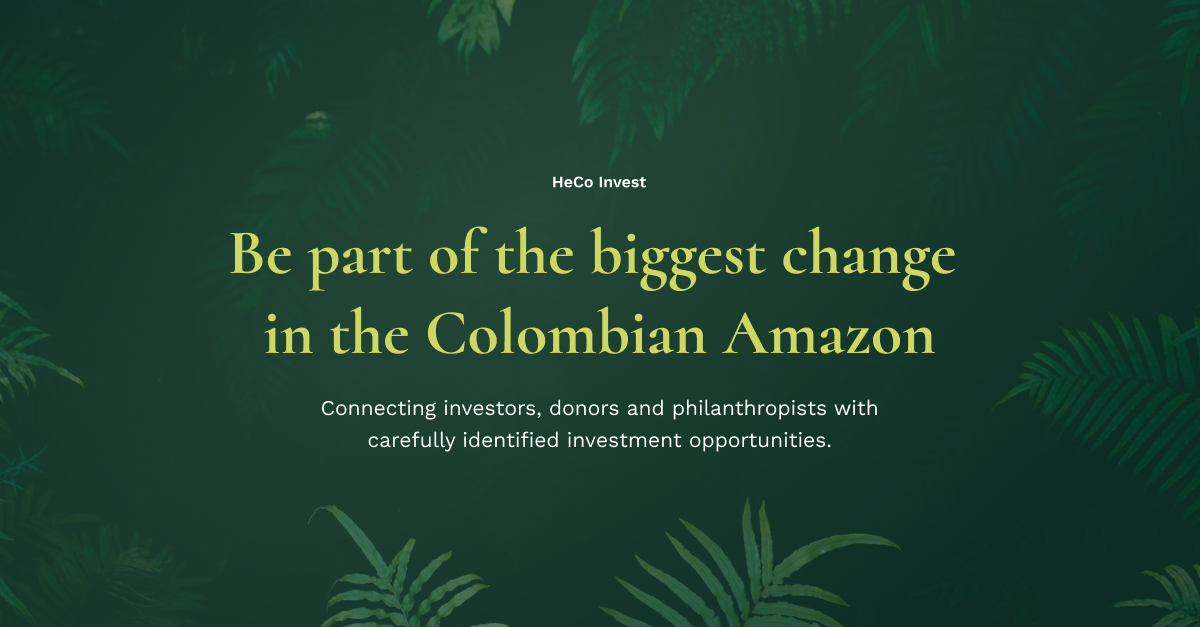 HeCo Invest
Be part of the biggest change
in the Colombian Amazon
Connecting investors, donors and philanthropists with
carefully identified investment opportunities.